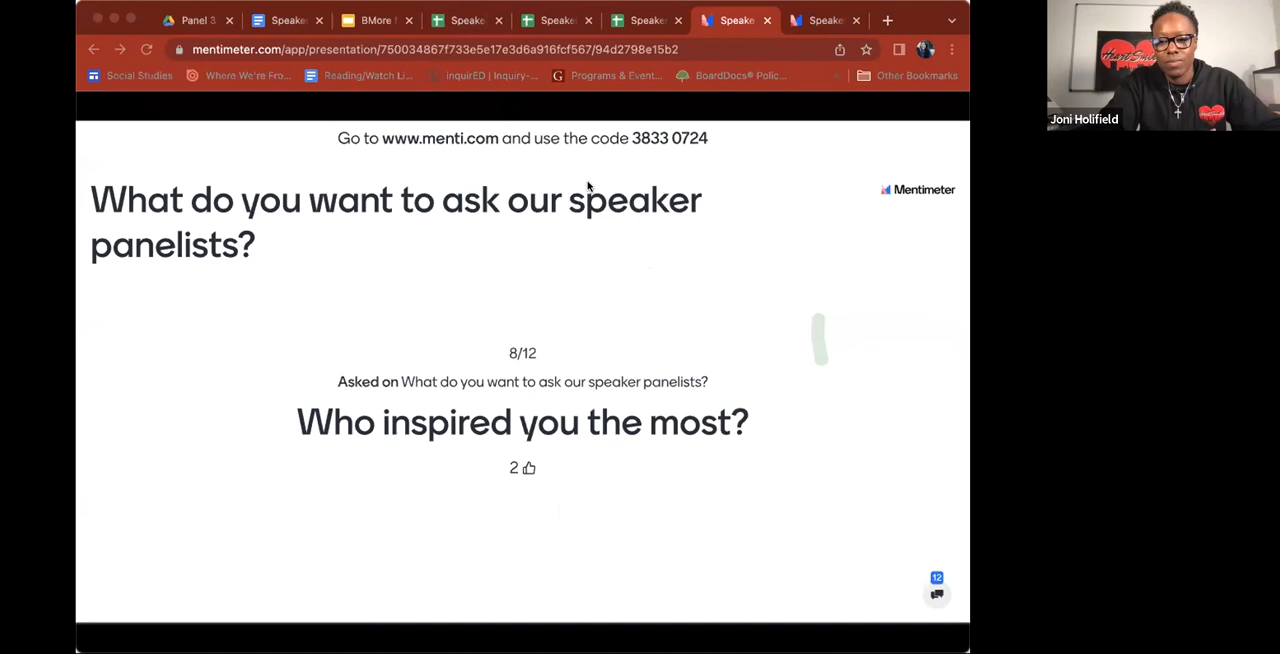 Panel 3
Speake
BMore
Speake
Speake
Speake
Speake
Speake
mentimeter.com/app/presentation/750034867f733e5e17e3d6a916fcf567/94d2798e15b2
Social Studies
Where We're Fro...
Reading/Watch Li...
inquirED | Inquiry-...
Programs & Event...
BoardDocs® Polic...
Other Bookmarks
Go to www.menti.com and use the code 3833 0724
What do you want to ask our speaker
panelists?
Mentimeter
8/12
Asked on What do you want to ask our speaker panelists?
Who inspired you the most?
2
12
Joni Holifield